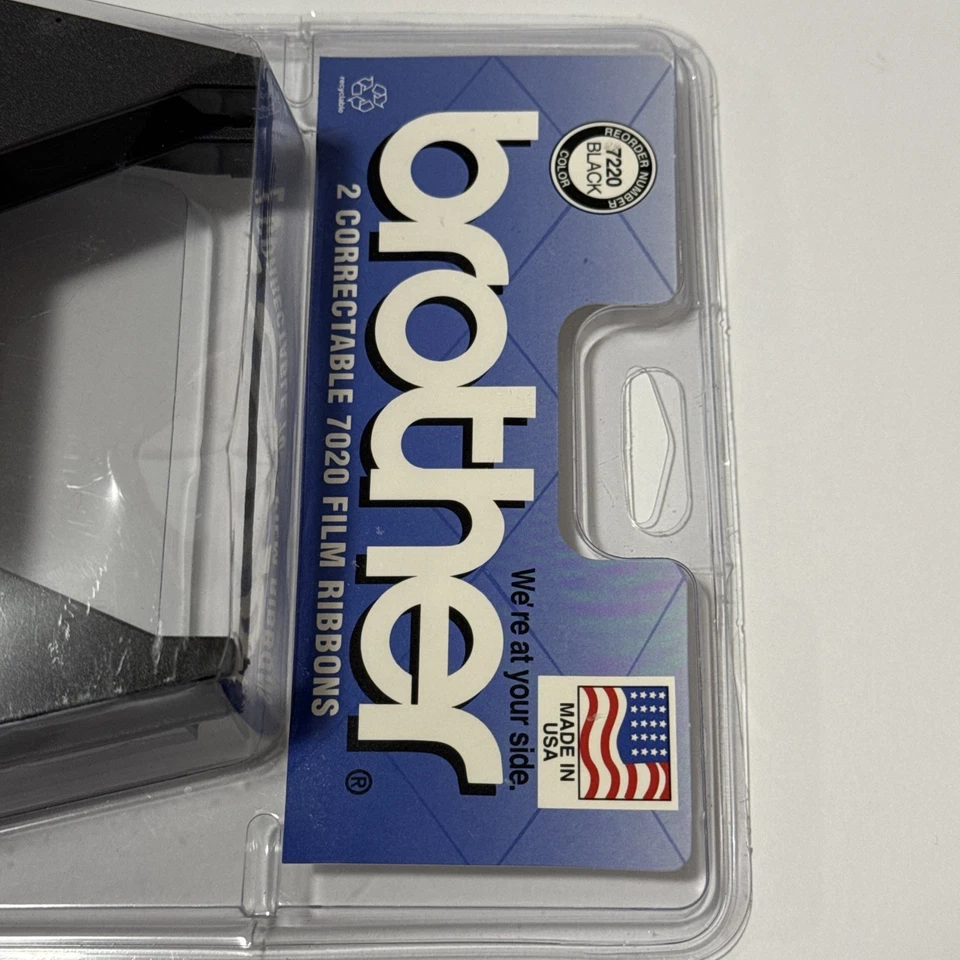 recyclable
REORDER NUMBER
7220
BLACK
COLOR
brother®
We're at your side.
2 CORRECTABLE 7020 FILM RIBBONS
MADE IN
USA